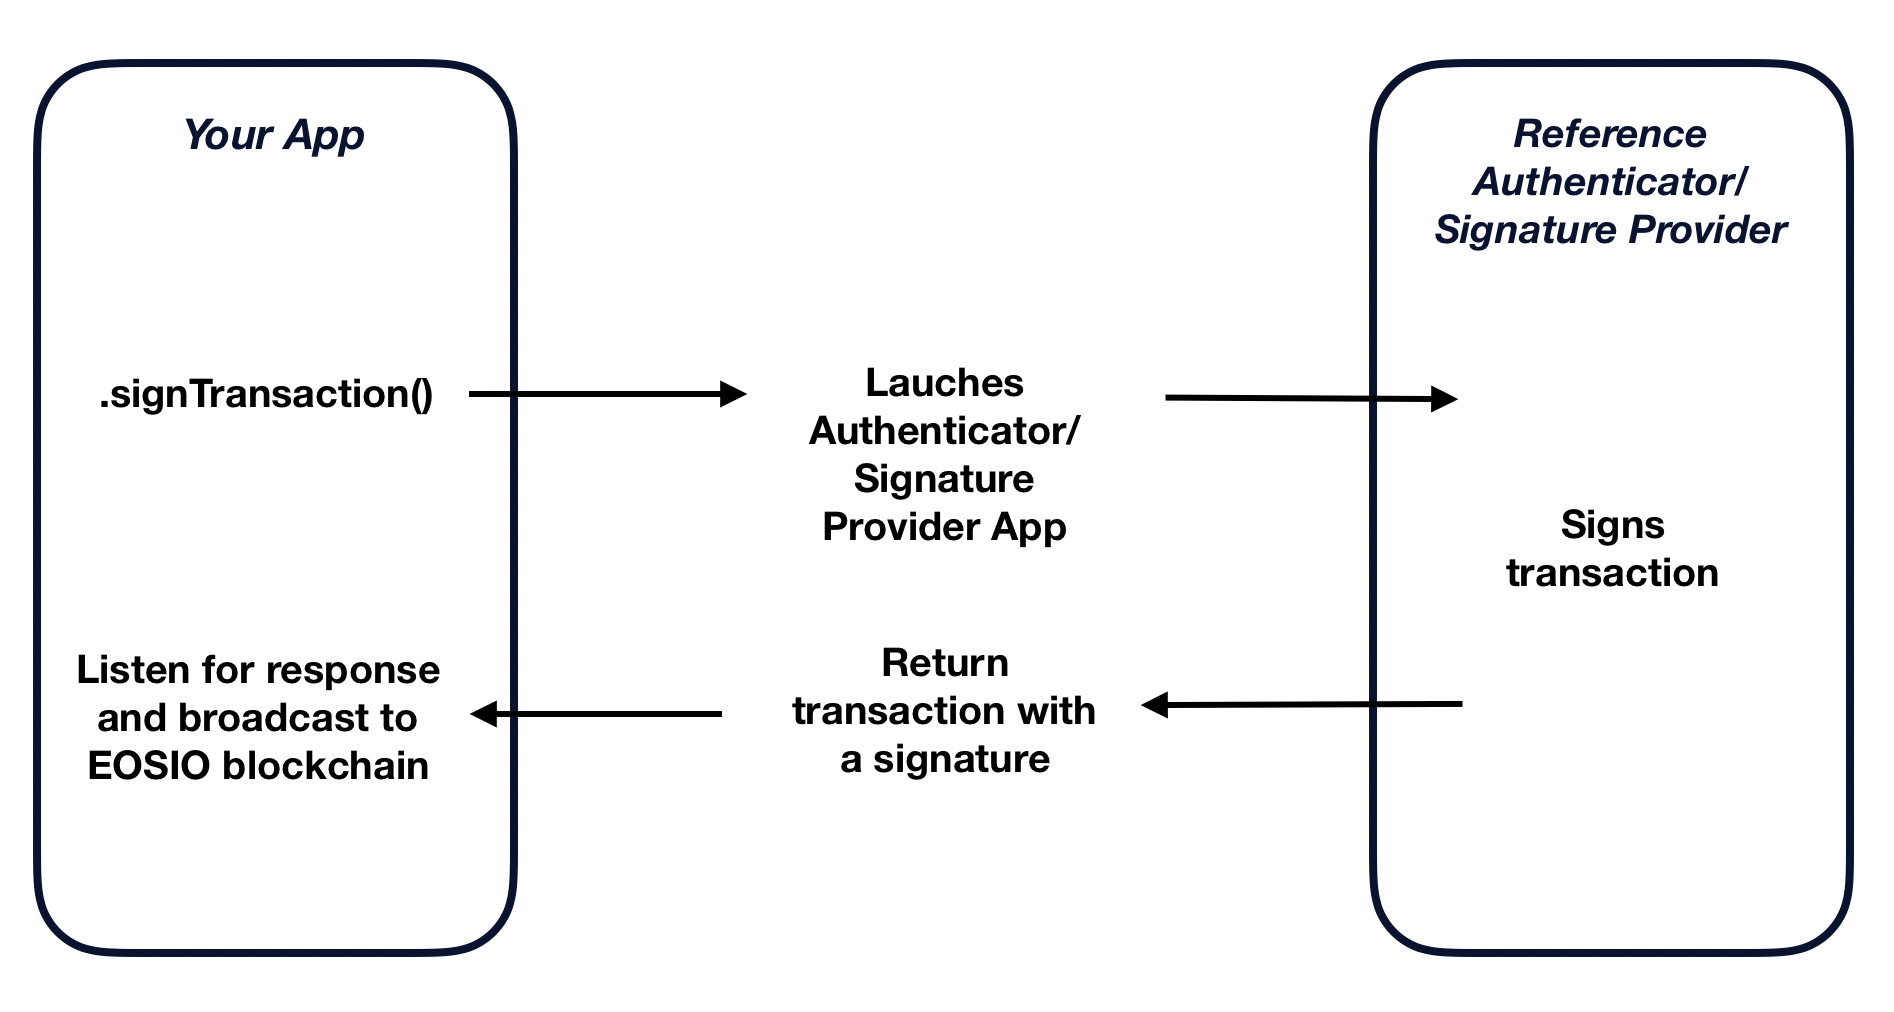 Your App
Reference
Authenticator/
Signature Provider
.signTransaction()
Lauches
Authenticator/
Signature
Provider App
Signs
transaction
Return
transaction with
a signature
Listen for response
and broadcast to
EOSIO blockchain